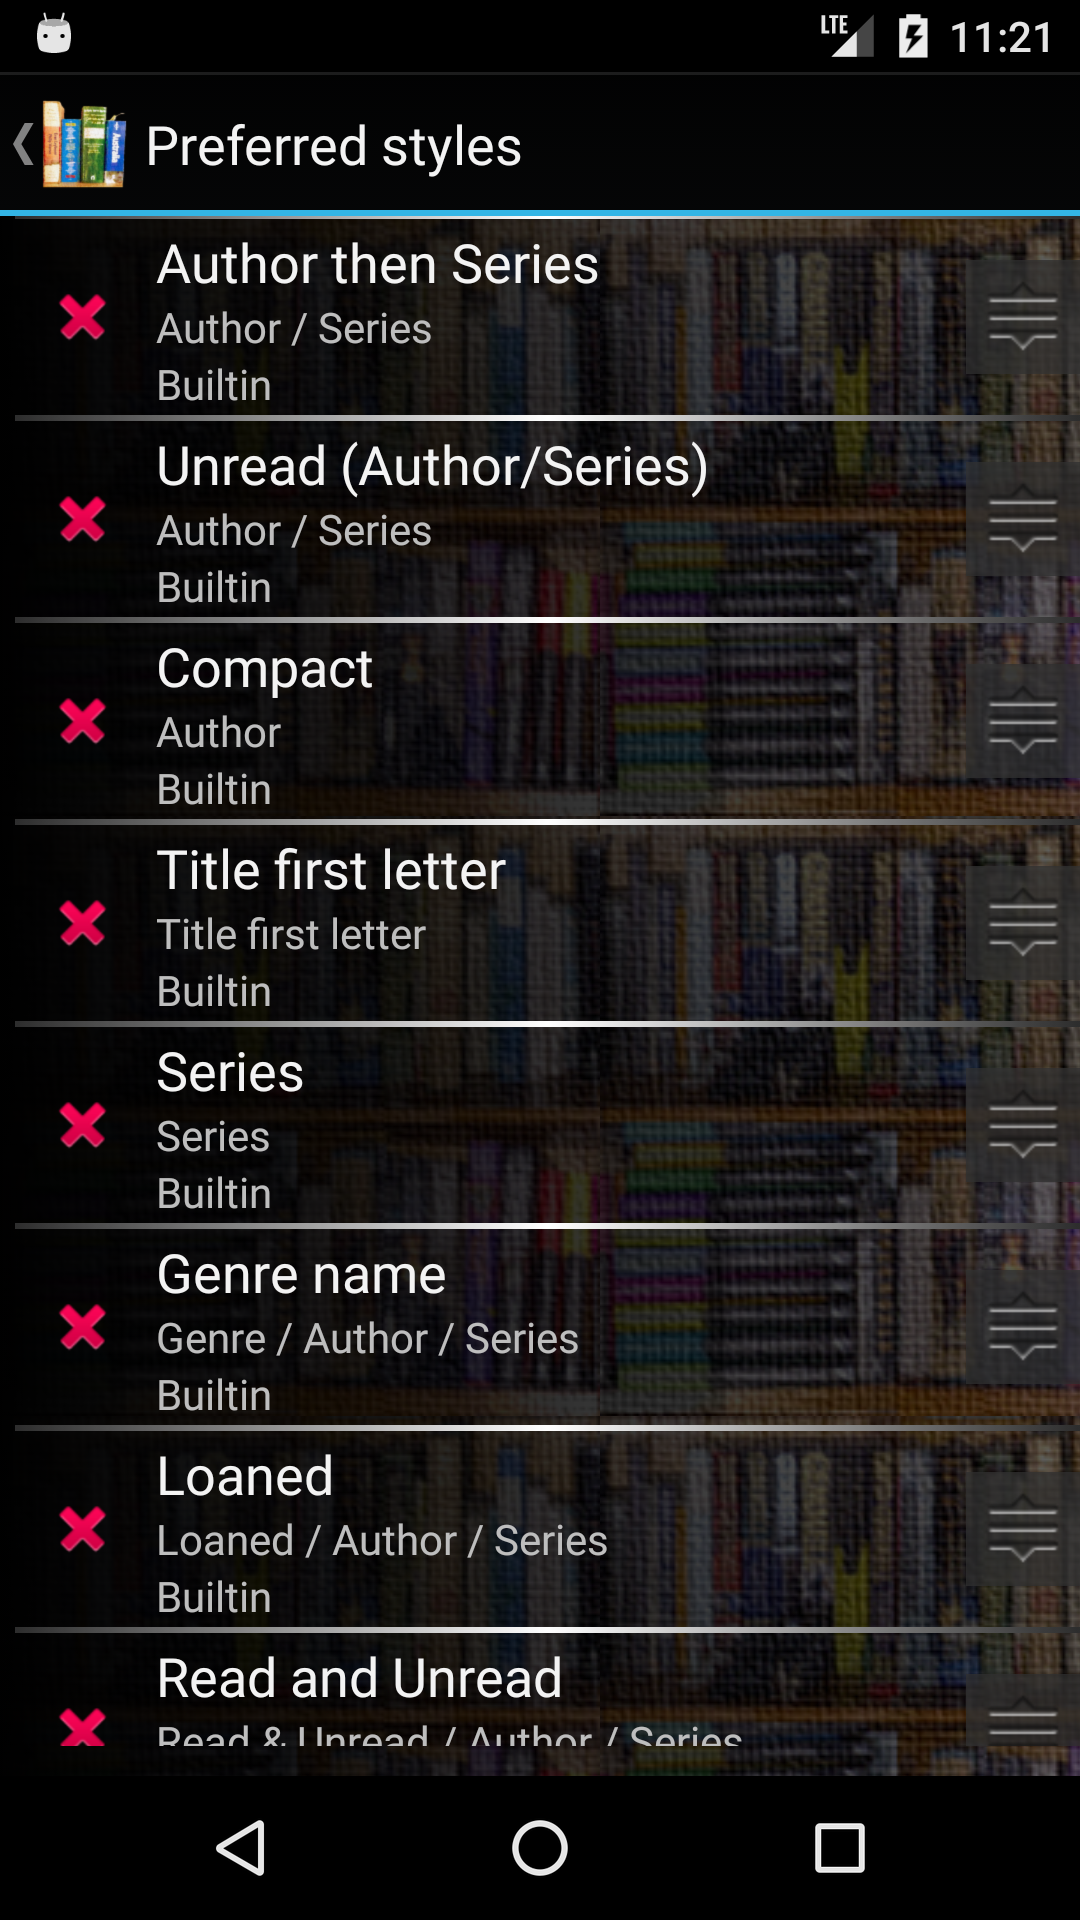 LTE 11:21
Preferred styles
Author then Series
Author / Series
Builtin
Unread (Author/Series)
Author / Series
Builtin
Compact
Author
Builtin
Title first letter
Title first letter
Builtin
Series
Series
Builtin
Genre name
Genre / Author / Series
Builtin
Loaned
Loaned / Author / Series
Builtin
Read and Unread
Read & Unread / Author / Series